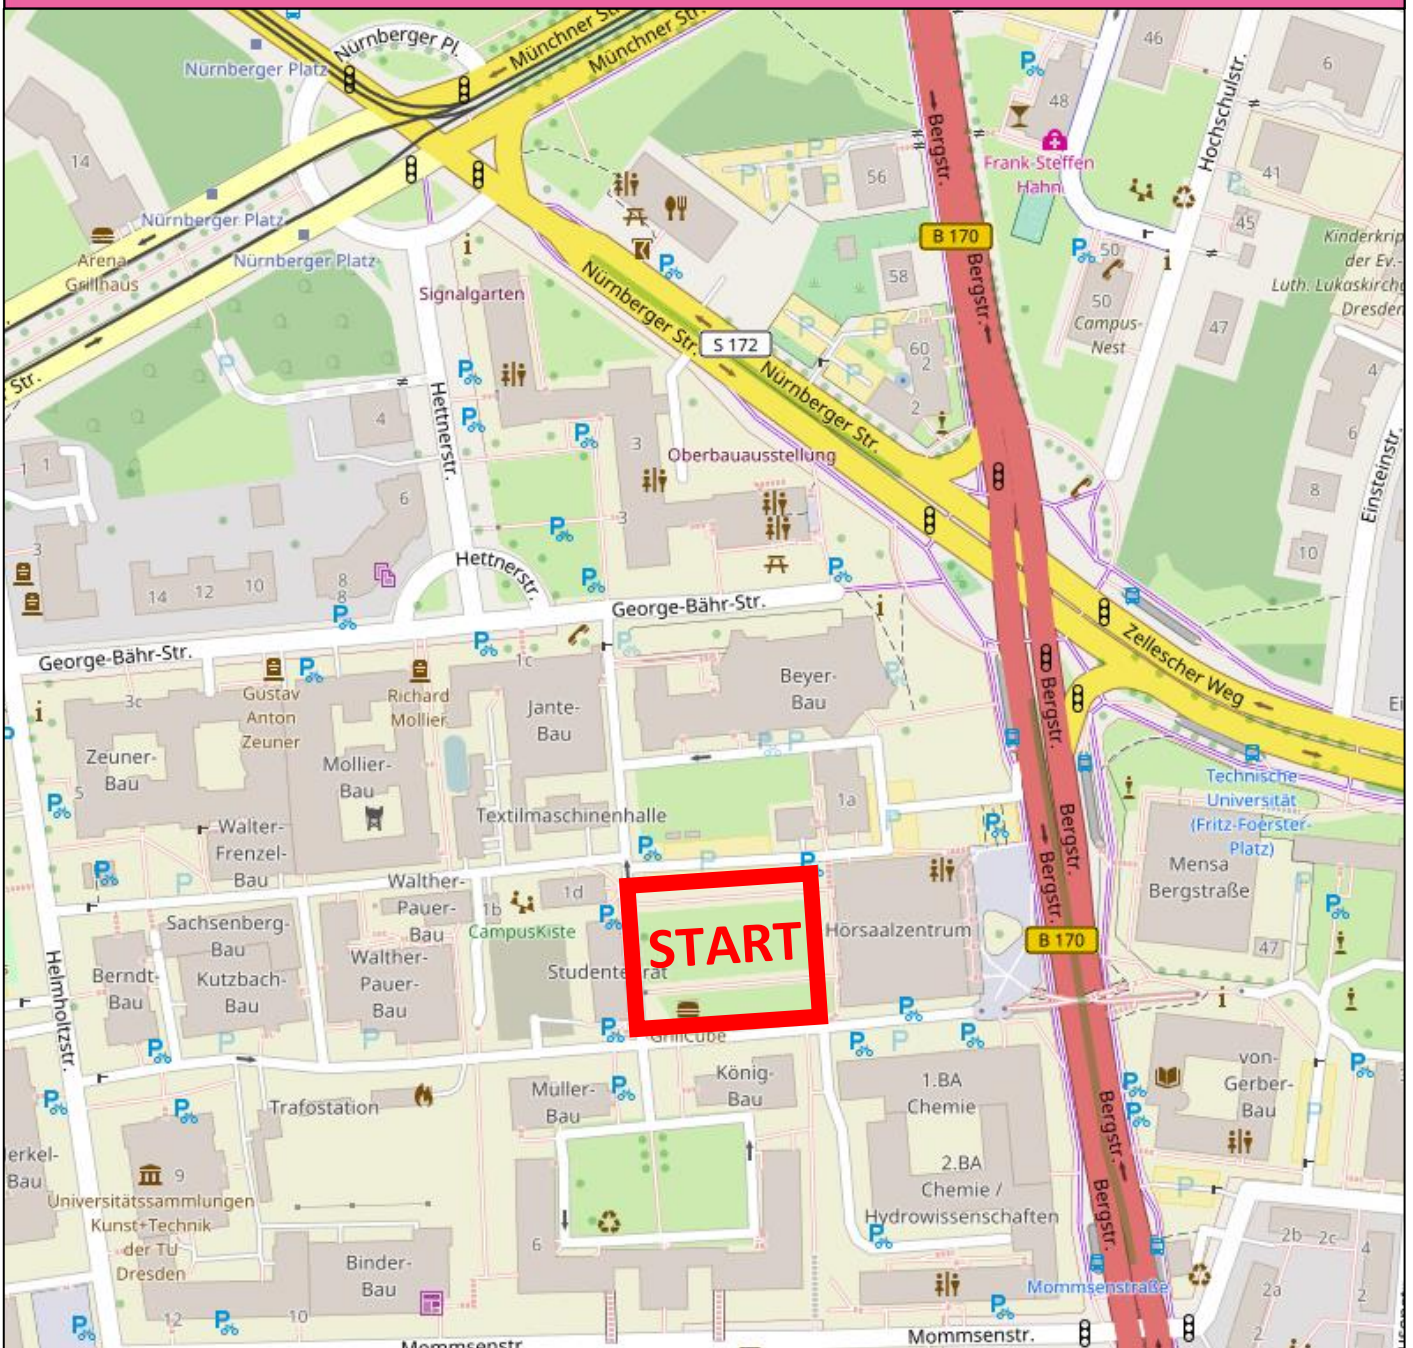 Nürnberger Pl.
Münchner Str.
Münchner Str.
Nürnberger Platz
Nürnberger Platz
Nürnberger Platz
14
Arena
Grillhaus
Str.
Signalgarten
Bergstr.
46
48
6
Hochschulstr.
Frank-Steffen
Hahn
41
45
56
B 170
58
Bergstr.
50
50
Campus-
Nest
47
Kinderkrip
der Ev.-
Luth. Lukaskirch
Dresden
Nürnberger Str.
S 172
Nürnberger Str.
60
2
2
4
6
8
10
Einsteinstr.
Hettnerstr.
4
3
Oberbauausstellung
3
1
1
6
3
14
12
10
8
8
Hettnerstr.
George-Bähr-Str.
George-Bähr-Str.
Zellescher Weg
Bergstr.
3c
Gustav
Anton
Zeuner
Richard
Mollier
1c
Jante-
Bau
Beyer-
Bau
Zeuner-
Bau
5
Mollier-
Bau
Textilmaschinenhalle
1a
Technische
Universität
(Fritz-Foerster-
Platz)
Ei
Walter-
Frenzel-
Bau
Walther-
Pauer-
Bau
1b
1d
CampusKiste
Bergstr.
Bergstr.
Mensa
Bergstraße
47
Sachsenberg-
Bau
START
Hörsaalzentrum
B 170
Helmholtzstr.
Berndt-
Bau
Kutzbach-
Bau
Walther-
Pauer-
Bau
Studentenrat
GrillCube
Trafostation
Müller-
Bau
König-
Bau
1.BA
Chemie
von-
Gerber-
Bau
Bergstr.
erkel-
Bau
9
Universitätssammlungen
Kunst+Technik
der TU
Dresden
2.BA
Chemie /
Hydrowissenschaften
Bergstr.
6
Binder-
Bau
12
10
Mommsenstraße
2b
2c
4
2a
2
2
Mommsenstr.
Mommsenstr.